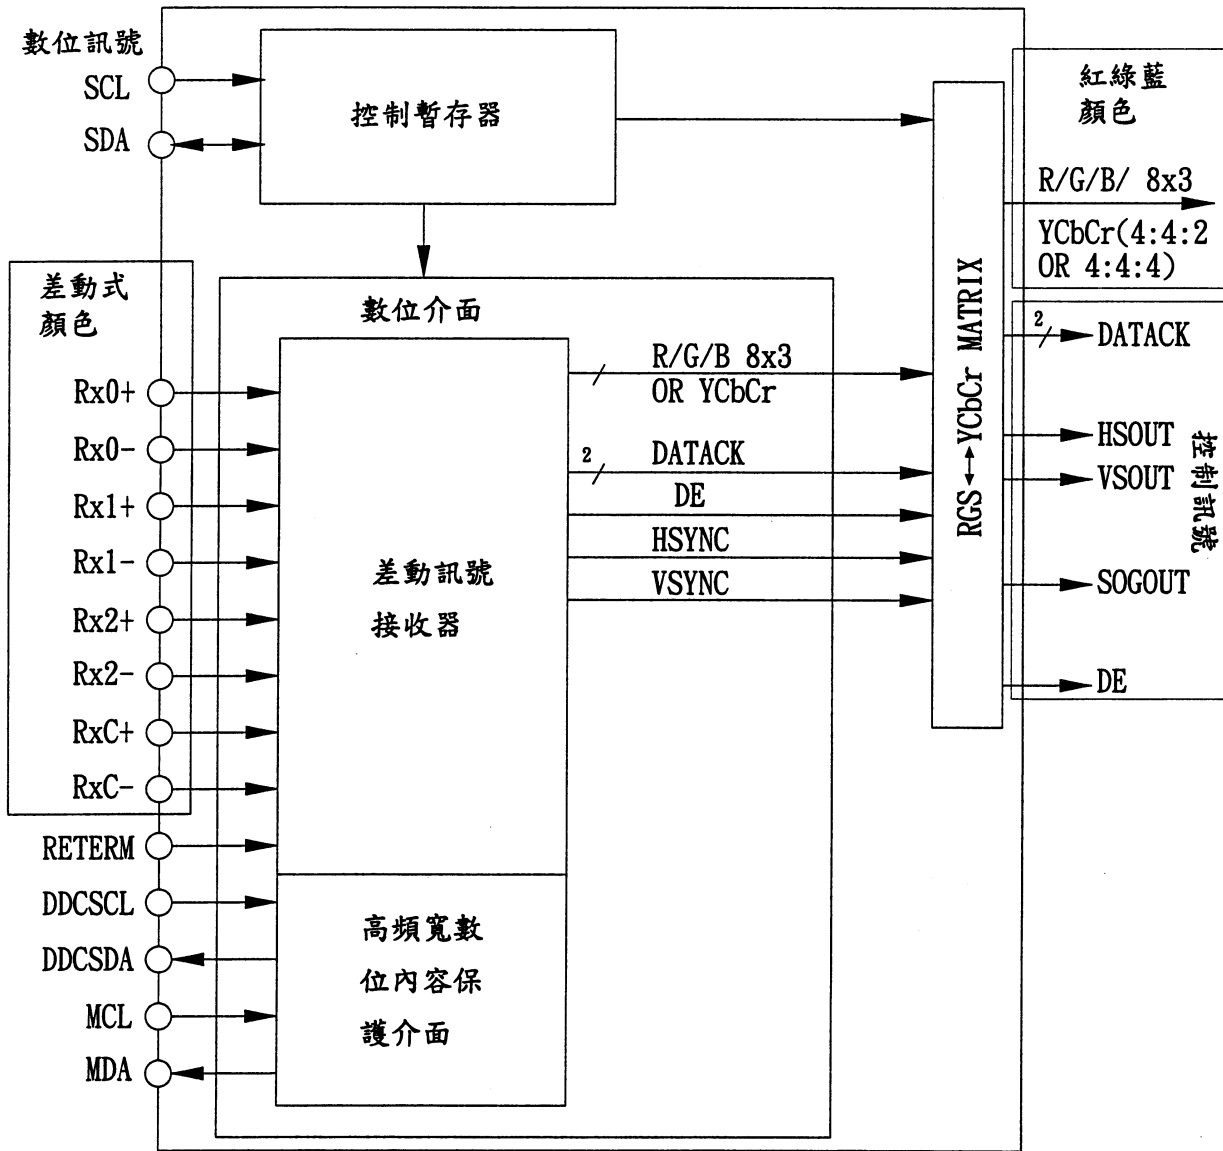 數位訊號
SCL
SDA
控制暫存器
紅綠藍
顏色
R/G/B/ 8x3
YCbCr(4:4:2
OR 4:4:4)
差動式
顏色
Rx0+
Rx0-
Rx1+
Rx1-
Rx2+
Rx2-
RxC+
RxC-
RETERM
DDCSCL
DDCSDA
MCL
MDA
數位介面
差動訊號
接收器
高頻寬數
位內容保
護介面
R/G/B 8x3
OR YCbCr
2
DATACK
DE
HSYNC
VSYNC
RGS↔YCbCr MATRIX
2
DATACK
HSOUT
VSOUT
SOGOUT
DE
控制訊號